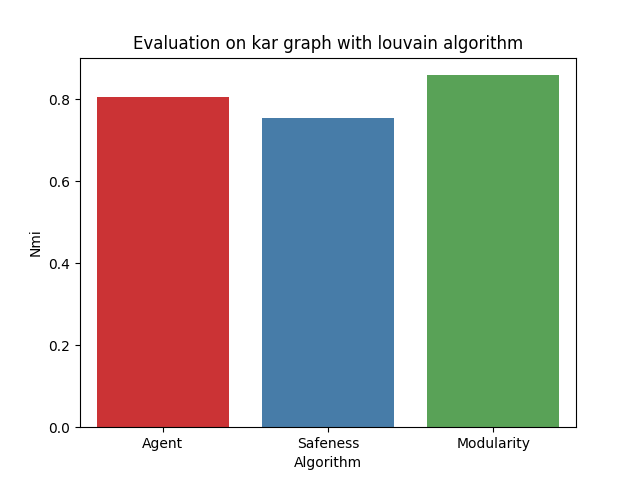 Evaluation on kar graph with louvain algorithm
Nmi
0.8
0.6
0.4
0.2
0.0
Agent Safeness Modularity
Algorithm